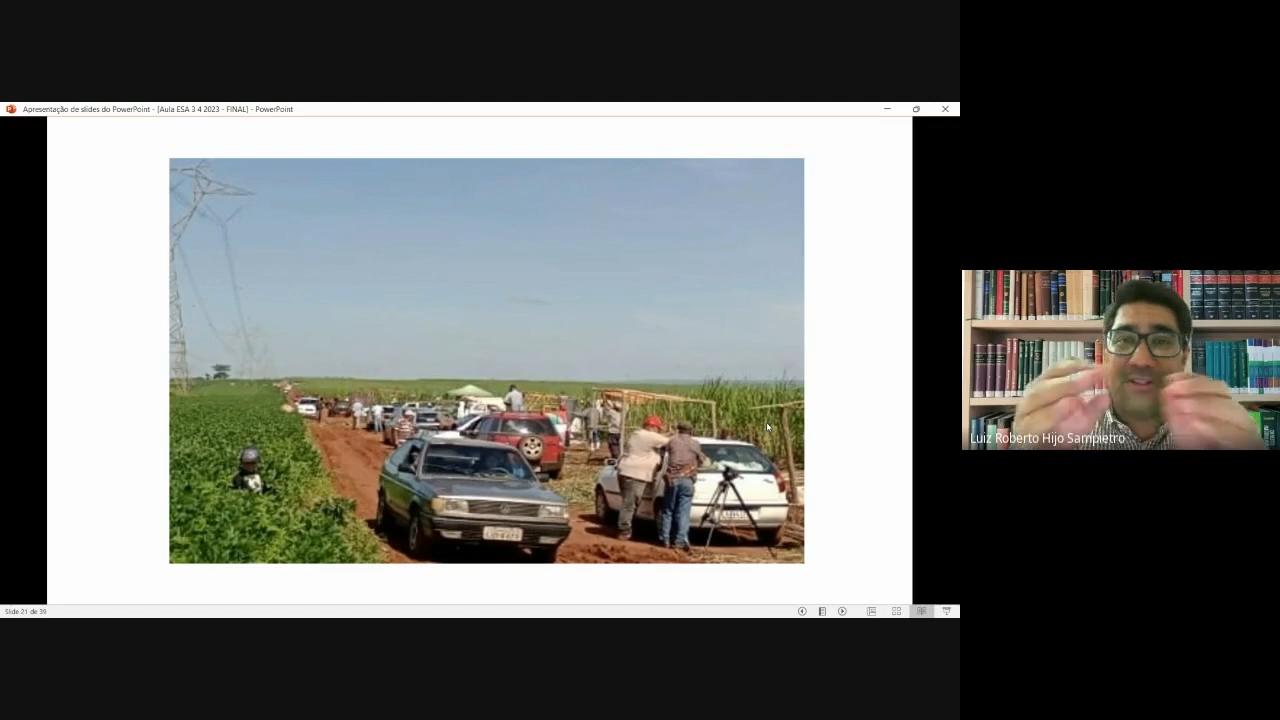 Apresentação de slides do PowerPoint - [Aula ESA 3 4 2023 - FINAL] - PowerPoint
Luiz Roberto Hijo Sampietro
Slide 21 de 39